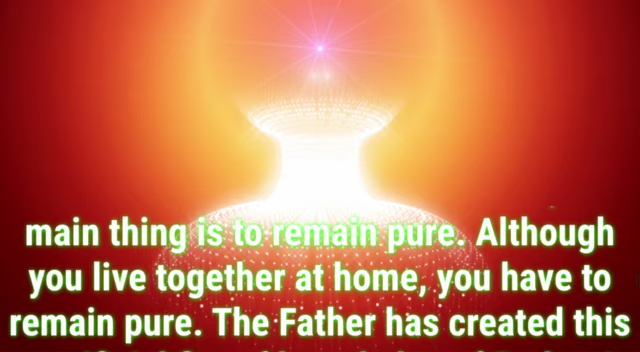 main thing is to remain pure. Although
you live together at home, you have to
remain pure. The Father has created this